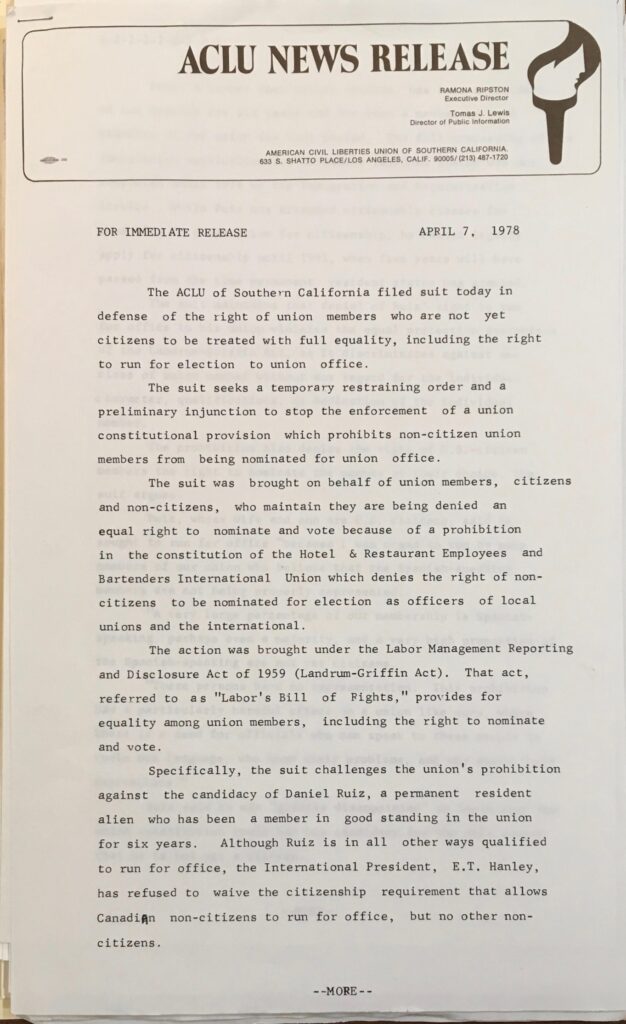 ACLU NEWS RELEASE
RAMONA RIPSTON
Executive Director
Tomas J. Lewis
Director of Public Information
AMERICAN CIVIL LIBERTIES UNION OF SOUTHERN CALIFORNIA.
633 S. SHATTO PLACE/LOS ANGELES, CALIF. 90005/(213) 487-1720
FOR IMMEDIATE RELEASE APRIL 7, 1978
The ACLU of Southern California filed suit today in
defense of the right of union members who are not yet
citizens to be treated with full equality, including the right
to run for election to union office.
The suit seeks a temporary restraining order and a
preliminary injunction to stop the enforcement of a union
constitutional provision which prohibits non-citizen union
members from being nominated for union office.
The suit was brought on behalf of union members, citizens
and non-citizens, who maintain they are being denied an
equal right to nominate and vote because of a prohibition
in the constitution of the Hotel & Restaurant Employees and
Bartenders International Union which denies the right of non-
citizens to be nominated for election as officers of local
unions and the international.
The action was brought under the Labor Management Reporting
and Disclosure Act of 1959 (Landrum-Griffin Act). That act,
referred to as "Labor's Bill of Fights," provides for
equality among union members, including the right to nominate
and vote.
Specifically, the suit challenges the union's prohibition
against the candidacy of Daniel Ruiz, a permanent resident
alien who has been a member in good standing in the union
for six years. Although Ruiz is in all other ways qualified
to run for office, the International President, E.T. Hanley,
has refused to waive the citizenship requirement that allows
Canadian non-citizens to run for office, but no other non-
citizens.
--MORE--